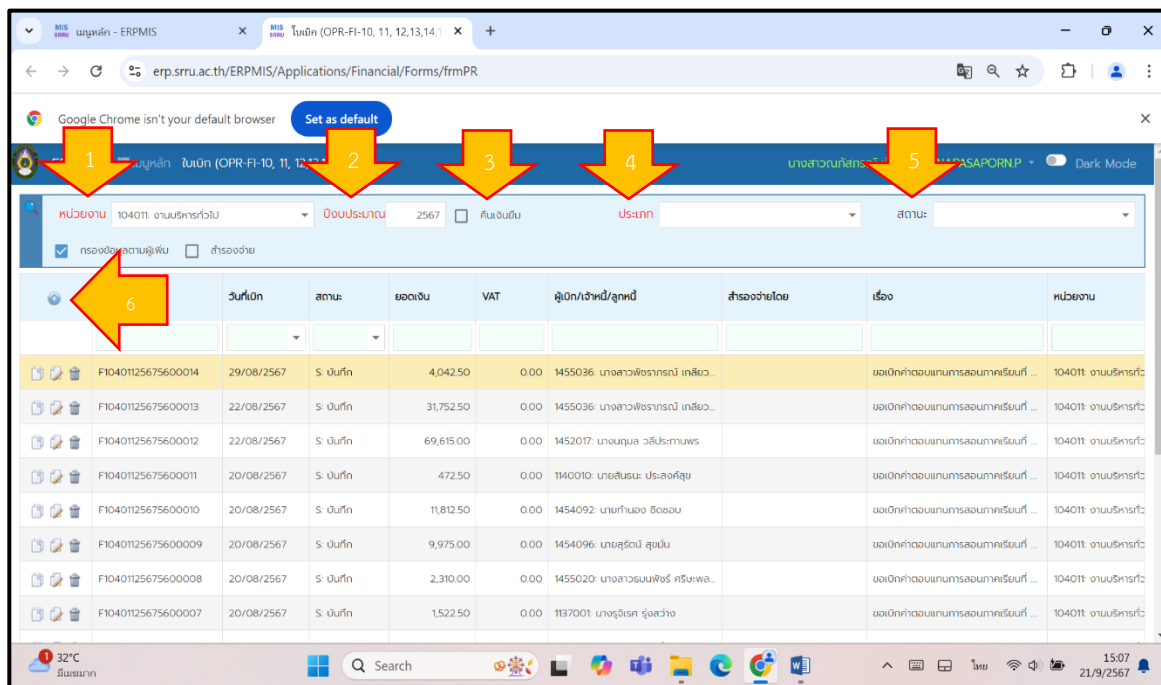 MIS SRRU เมนูหลัก - ERPMIS
MIS SRRU ใบเบิก (OPR-FI-10, 11, 12,13,14,1
erp.srru.ac.th/ERPMIS/Applications/Financial/Forms/frmPR
Google Chrome isn't your default browser Set as default
1 2 3 4 5
เมนูหลัก ใบเบิก (OPR-FI-10, 11, NAPASAPORN.P Dark Mode
หน่วยงาน 104011: งานบริหารทั่วไป ปีงบประมาณ 2567 คืนเงินยืม ประเภท สถานะ
กรองข้อมูลตามผู้เพิ่ม สำรองจ่าย
6 วันที่เบิก สถานะ ยอดเงิน VAT ผู้เบิก/เจ้าหนี้/ลูกหนี้ สำรองจ่ายโดย เรื่อง หน่วยงาน
F10401125675600014 29/08/2567 S: บันทึก 4,042.50 0.00 1455036: นางสาวพัชราภรณ์ เกลียว... ขอเบิกค่าตอบแทนการสอนภาคเรียนที่ ... 104011: งานบริหารทั่ว
F10401125675600013 22/08/2567 S: บันทึก 31,752.50 0.00 1455036: นางสาวพัชราภรณ์ เกลียว... ขอเบิกค่าตอบแทนการสอนภาคเรียนที่ ... 104011: งานบริหารทั่ว
F10401125675600012 22/08/2567 S: บันทึก 69,615.00 0.00 1452017: นางนฤมล วลีประทานพร ขอเบิกค่าตอบแทนการสอนภาคเรียนที่ ... 104011: งานบริหารทั่ว
F10401125675600011 20/08/2567 S: บันทึก 472.50 0.00 1140010: นายสันธนะ ประสงค์สุข ขอเบิกค่าตอบแทนการสอนภาคเรียนที่ ... 104011: งานบริหารทั่ว
F10401125675600010 20/08/2567 S: บันทึก 11,812.50 0.00 1454092: นายทำนอง ชิดชอบ ขอเบิกค่าตอบแทนการสอนภาคเรียนที่ ... 104011: งานบริหารทั่ว
F10401125675600009 20/08/2567 S: บันทึก 9,975.00 0.00 1454096: นายสุรัตน์ สุขมั่น ขอเบิกค่าตอบแทนการสอนภาคเรียนที่ ... 104011: งานบริหารทั่ว
F10401125675600008 20/08/2567 S: บันทึก 2,310.00 0.00 1455020: นางสาวรมนพัชร์ ศรีษะพล... ขอเบิกค่าตอบแทนการสอนภาคเรียนที่ ... 104011: งานบริหารทั่ว
F10401125675600007 20/08/2567 S: บันทึก 1,522.50 0.00 1137001: นางรุจิเรศ รุ่งสว่าง ขอเบิกค่าตอบแทนการสอนภาคเรียนที่ ... 104011: งานบริหารทั่ว
1 32°C Search ไทย 15:07
มีเมฆมาก 21/9/2567